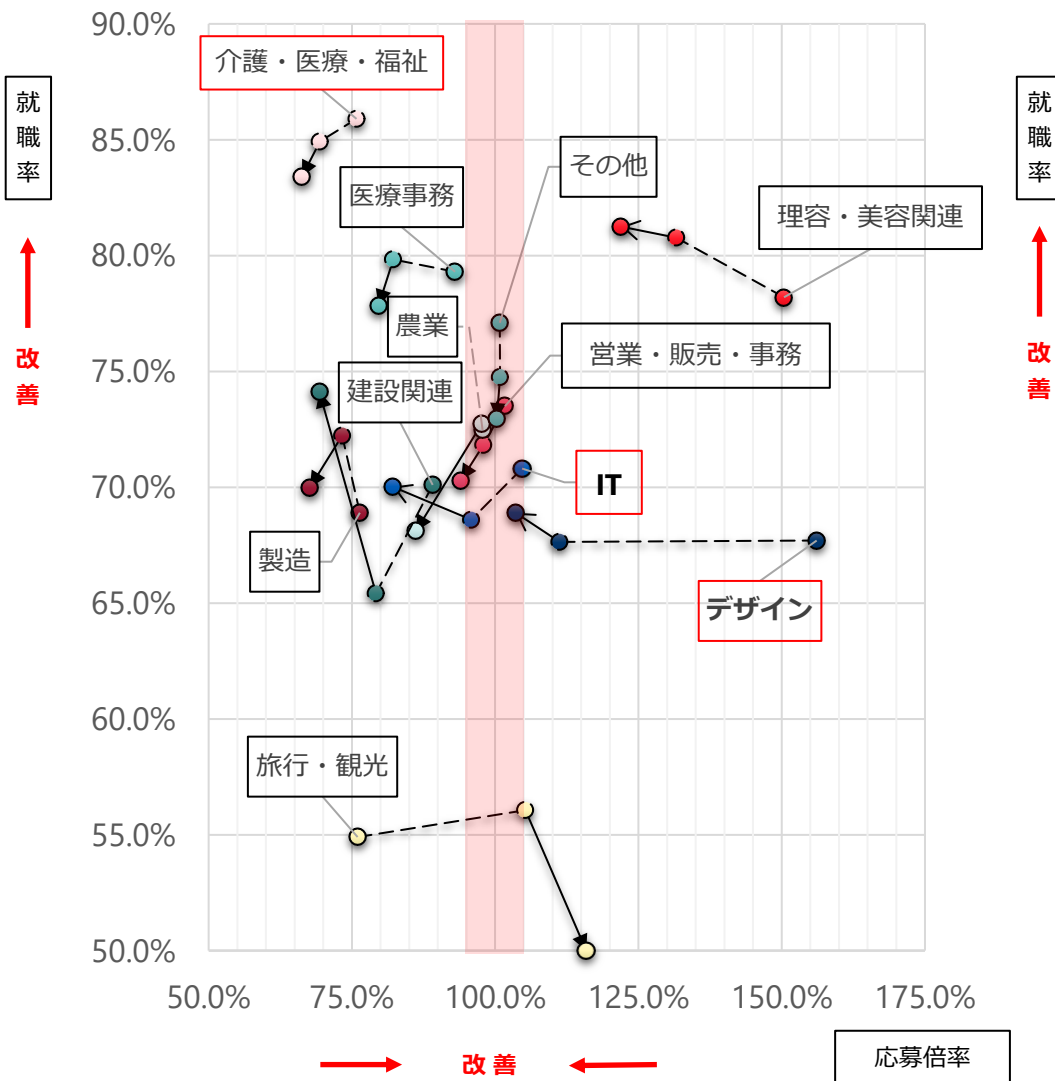 90.0%
介護・医療・福祉
就職率
就職率
85.0%
その他
医療事務
理容・美容関連
80.0%
農業
営業・販売・事務
改善
改善
75.0%
建設関連
70.0%
IT
製造
デザイン
65.0%
60.0%
旅行・観光
55.0%
50.0%
50.0% 75.0% 100.0% 125.0% 150.0% 175.0%
改善
応募倍率